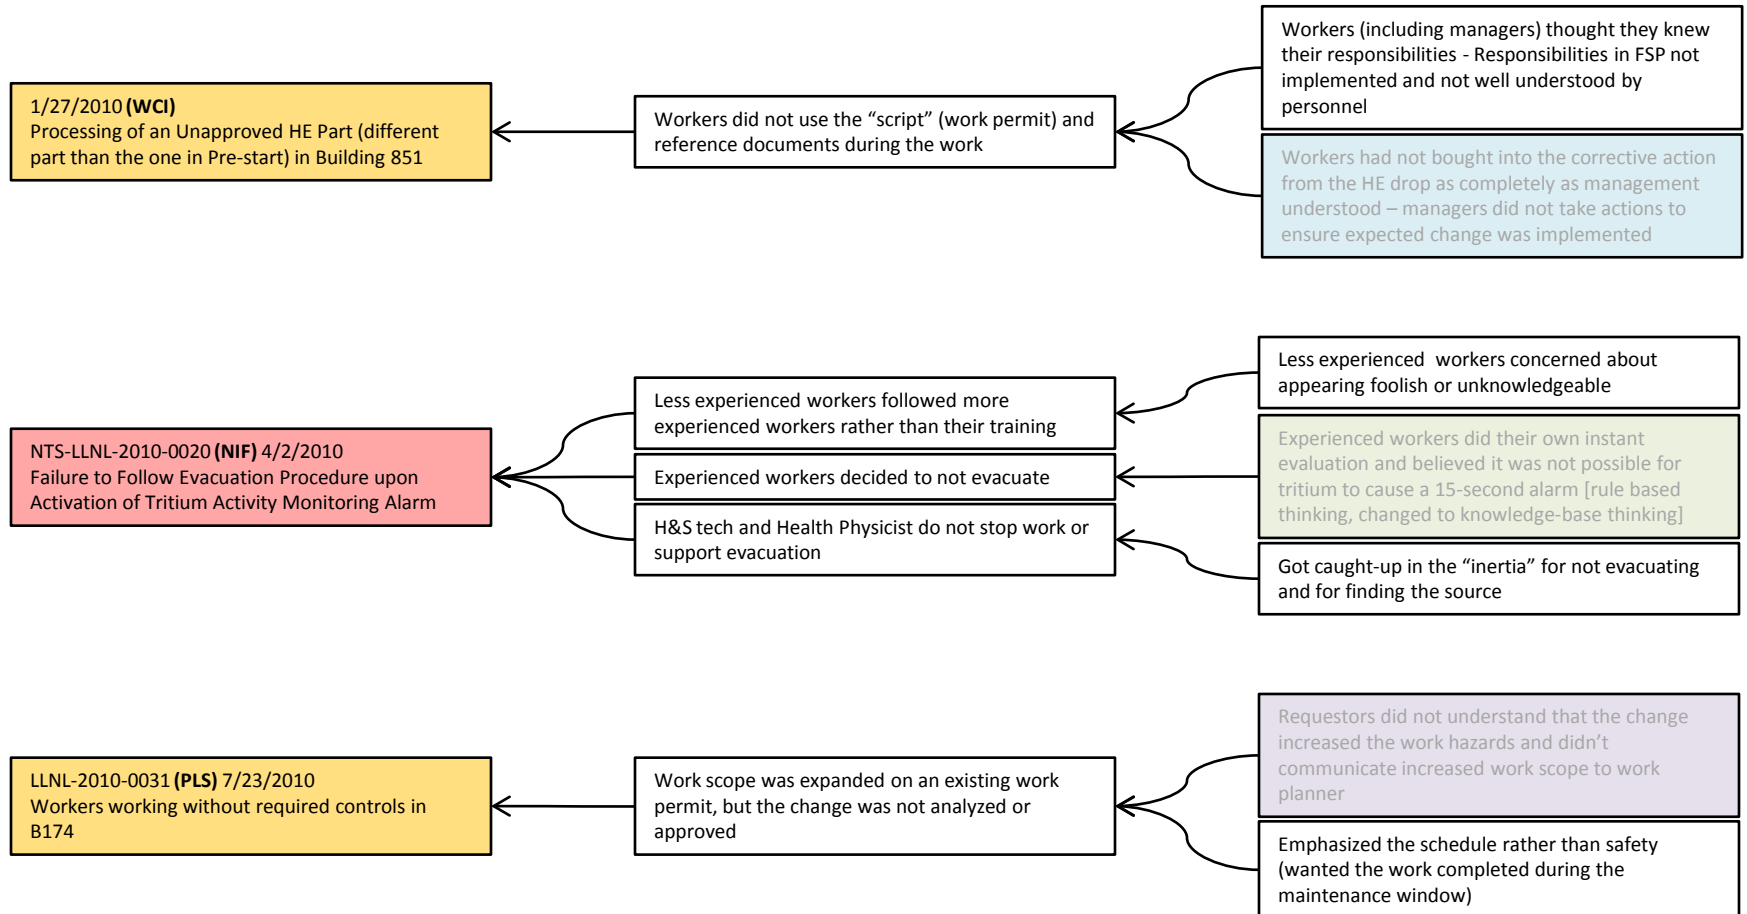 1/27/2010 (WCI)
Processing of an Unapproved HE Part (different
part than the one in Pre-start) in Building 851
Workers did not use the “script” (work permit) and
reference documents during the work
Workers (including managers) thought they knew
their responsibilities - Responsibilities in FSP not
implemented and not well understood by
personnel
Workers had not bought into the corrective action
from the HE drop as completely as management
understood – managers did not take actions to
ensure expected change was implemented
NTS-LLNL-2010-0020 (NIF) 4/2/2010
Failure to Follow Evacuation Procedure upon
Activation of Tritium Activity Monitoring Alarm
Less experienced workers followed more
experienced workers rather than their training
Experienced workers decided to not evacuate
H&S tech and Health Physicist do not stop work or
support evacuation
Less experienced  workers concerned about
appearing foolish or unknowledgeable
Experienced workers did their own instant
evaluation and believed it was not possible for
tritium to cause a 15-second alarm [rule based
thinking, changed to knowledge-base thinking]
Got caught-up in the “inertia” for not evacuating
and for finding the source
LLNL-2010-0031 (PLS) 7/23/2010
Workers working without required controls in
B174
Work scope was expanded on an existing work
permit, but the change was not analyzed or
approved
Requestors did not understand that the change
increased the work hazards and didn’t
communicate increased work scope to work
planner
Emphasized the schedule rather than safety
(wanted the work completed during the
maintenance window)